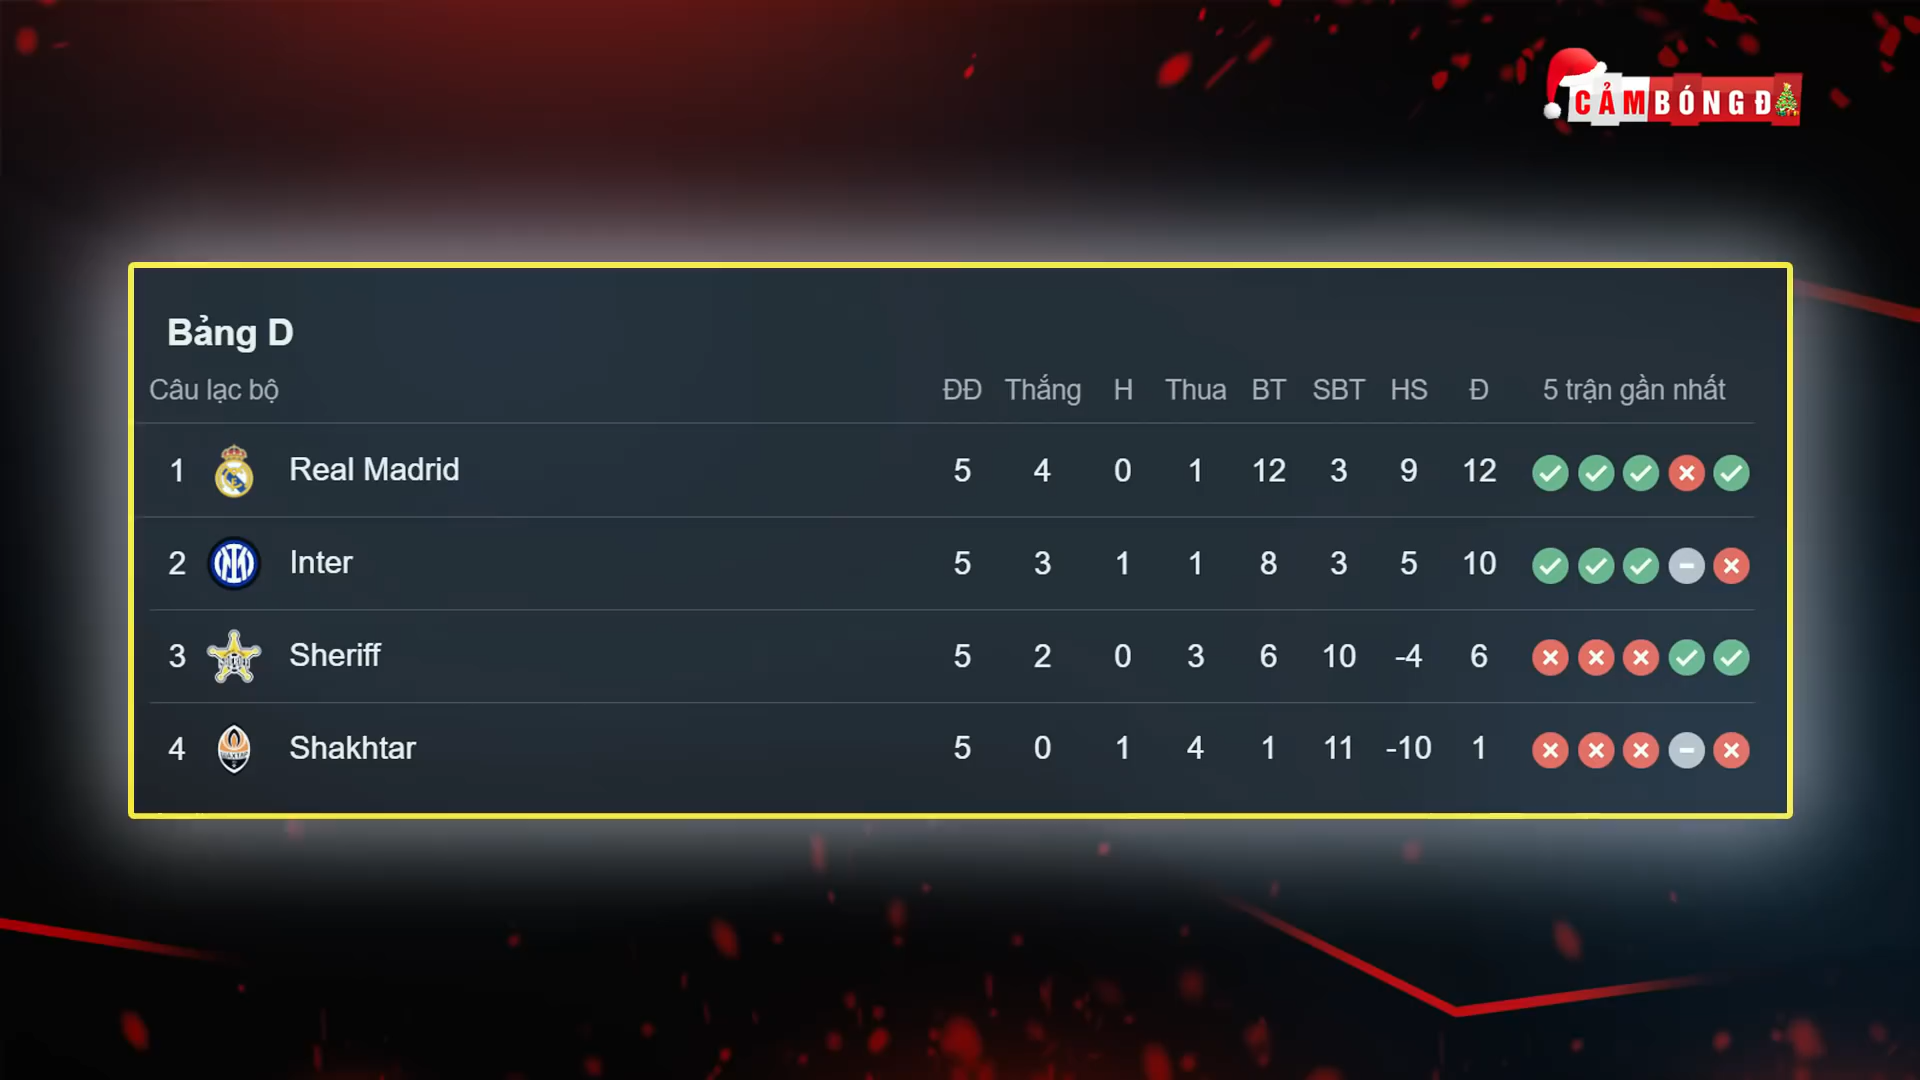 CẢM BÓNG Đ
Bảng D
Câu lạc bộ ĐĐ Thắng H Thua BT SBT HS Đ 5 trận gần nhất
1 Real Madrid 5 4 0 1 12 3 9 12
2 Inter 5 3 1 1 8 3 5 10
3 Sheriff 5 2 0 3 6 10 -4 6
4 Shakhtar 5 0 1 4 1 11 -10 1